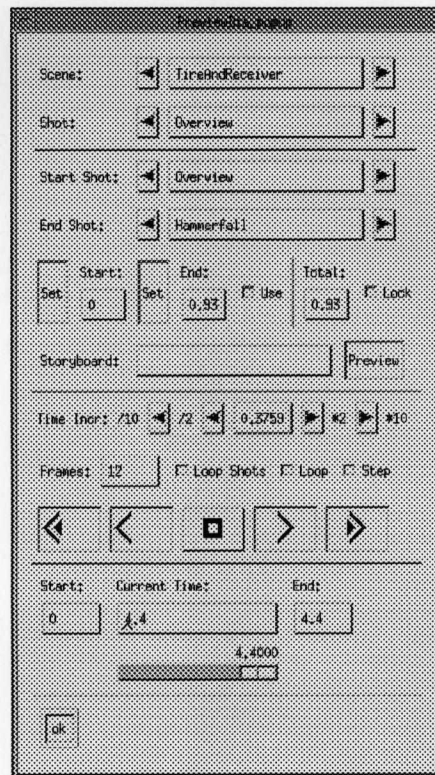 Scene: TireAndReceiver
Shot: Overview
Start Shot: Overview
End Shot: Hammerfall
Start: End: Total:
Set 0 Set 0.93 Use 0.93 Lock
Storyboard: Preview
Time Incr: /10 /2 0.3759 *2 *10
Frames: 12 Loop Shots Loop Step
Start: Current Time: End:
0 4.4 4.4
4.4000
ok